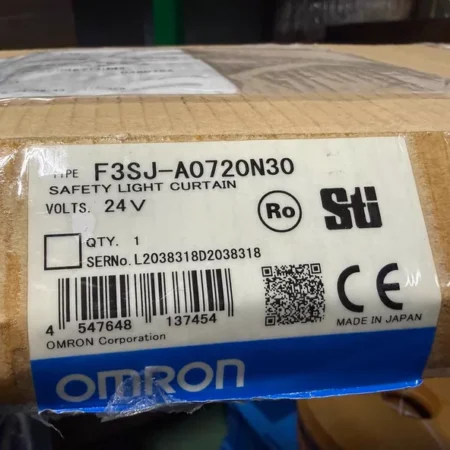 TYPE F3SJ-A0720N30
SAFETY LIGHT CURTAIN
VOLTS. 24V
Ro
Sti
QTY. 1
SERNo. L2038318D2038318
CE
4 547648 137454
MADE IN JAPAN
OMRON Corporation
OMRON